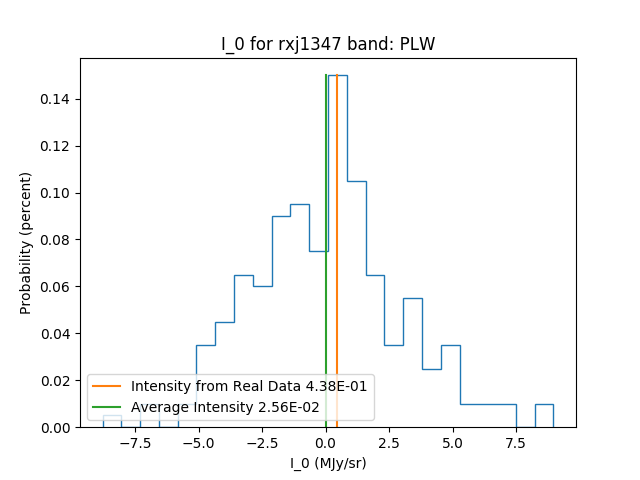 I_0 for rxj1347 band: PLW
Probability (percent)
0.14
0.12
0.10
0.08
0.06
0.04
0.02
0.00
Intensity from Real Data 4.38E-01
Average Intensity 2.56E-02
−7.5 −5.0 −2.5 0.0 2.5 5.0 7.5
I_0 (MJy/sr)